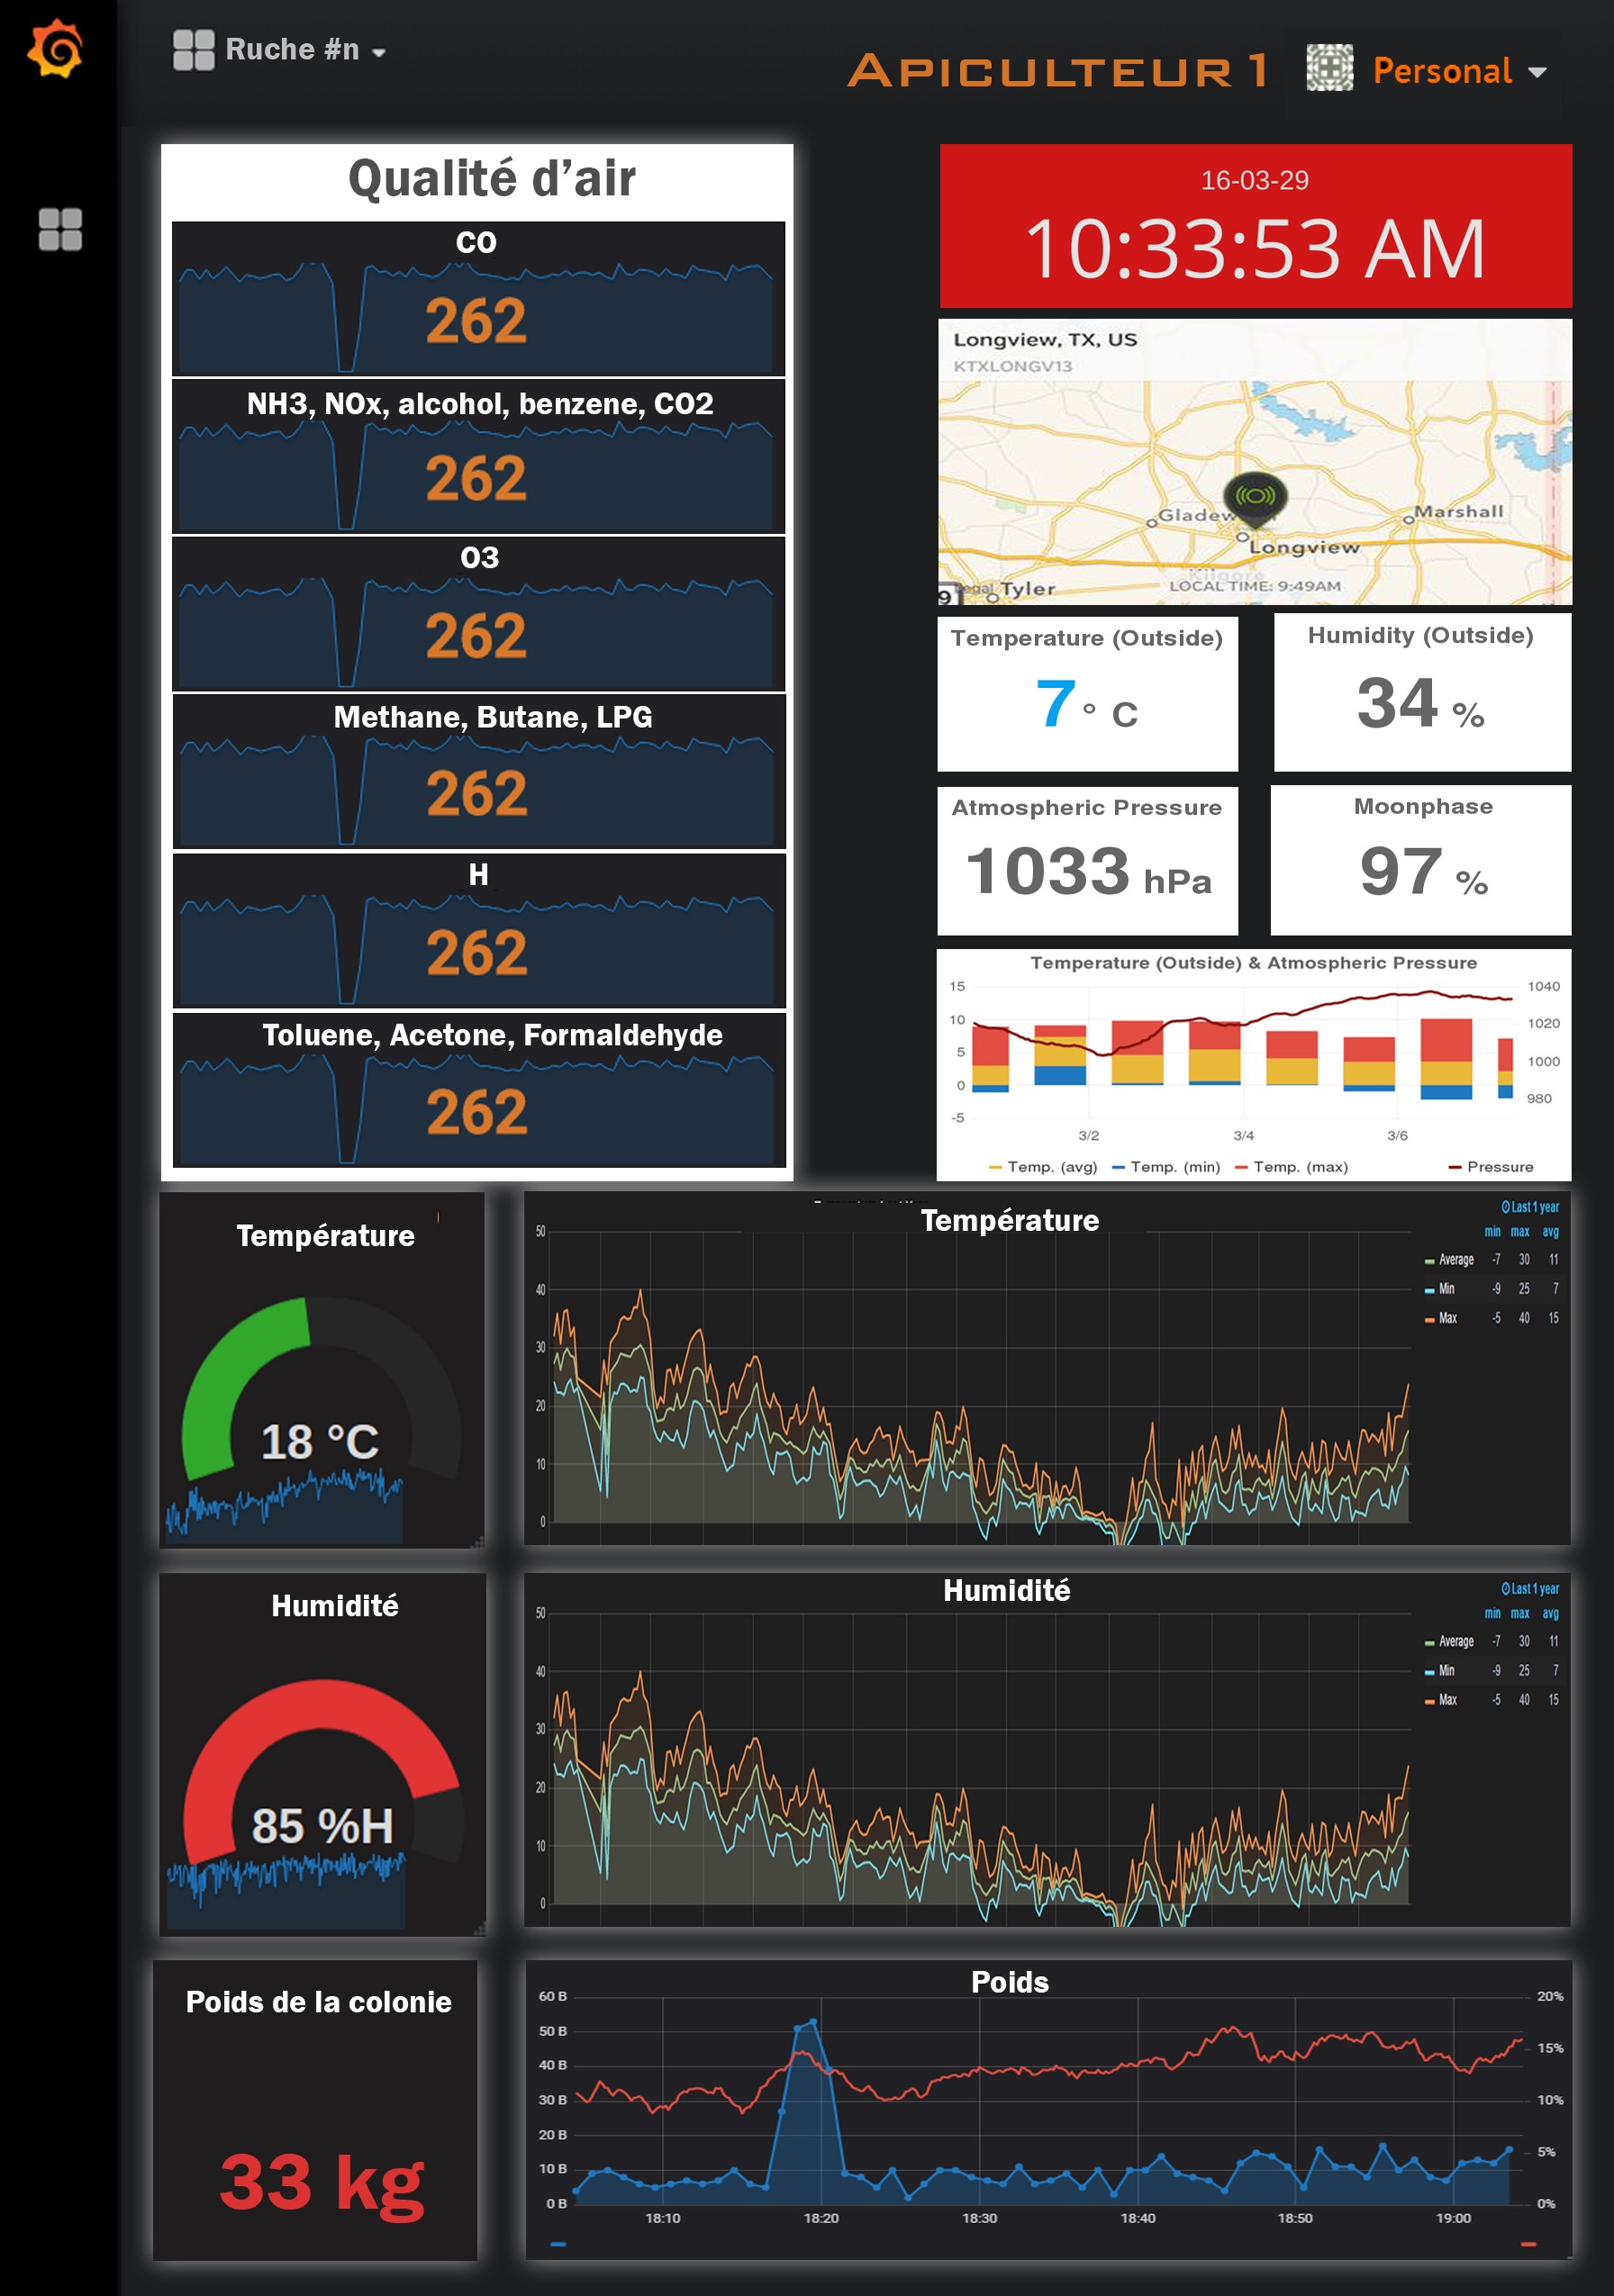 Ruche #n
APICULTEUR 1
Personal
Qualité d’air
CO
262
NH3, NOx, alcohol, benzene, CO2
262
O3
262
Methane, Butane, LPG
262
H
262
Toluene, Acetone, Formaldehyde
262
16-03-29
10:33:53 AM
Longview, TX, US
KTXLONGV13
Gladew
Marshall
Longview
Kilgore
Tyler
LOCAL TIME: 9:49AM
Temperature (Outside)
7 ° C
Humidity (Outside)
34 %
Atmospheric Pressure
1033 hPa
Moonphase
97 %
Temperature (Outside) & Atmospheric Pressure
15 1040
10 1020
5 1000
0 980
-5
3/2 3/4 3/6
Temp. (avg) Temp. (min) Temp. (max) Pressure
Température
18 °C
Température
50
40
30
20
10
0
Last 1 year
min max avg
Average -7 30 11
Min -9 25 7
Max -5 40 15
Humidité
85 %H
Humidité
50
40
30
20
10
0
Last 1 year
min max avg
Average -7 30 11
Min -9 25 7
Max -5 40 15
Poids de la colonie
33 kg
Poids
60 B 20%
50 B 15%
40 B
30 B 10%
20 B 5%
10 B
0 B 0%
18:10 18:20 18:30 18:40 18:50 19:00